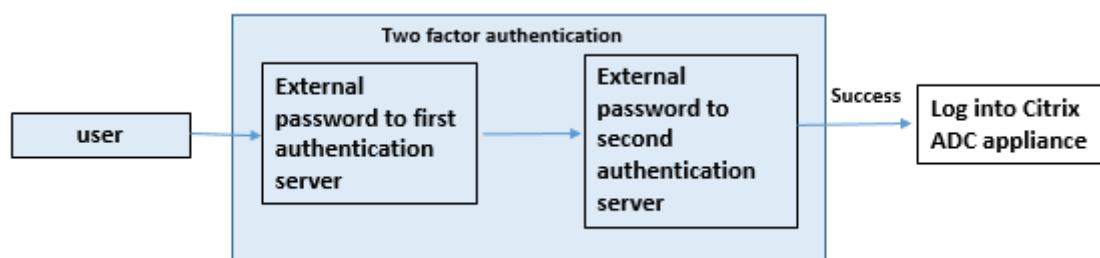 Two factor authentication
user
External
password to first
authentication
server
External
password to
second
authentication
server
Success
Log into Citrix
ADC appliance